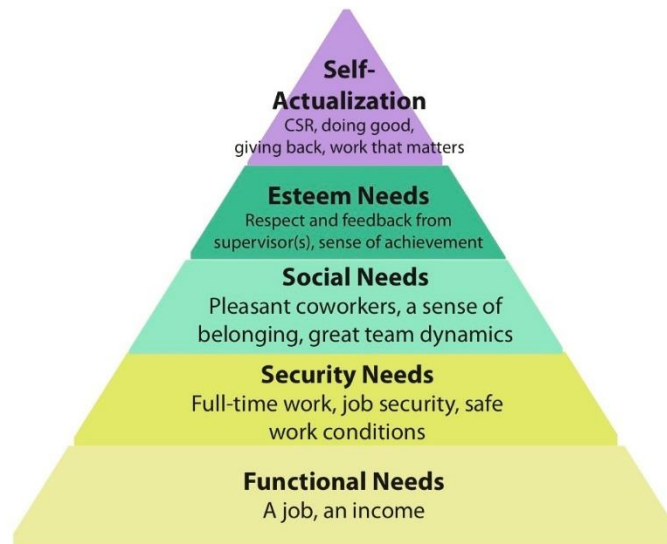 Self-
Actualization
CSR, doing good,
giving back, work that matters
Esteem Needs
Respect and feedback from
supervisor(s), sense of achievement
Social Needs
Pleasant coworkers, a sense of
belonging, great team dynamics
Security Needs
Full-time work, job security, safe
work conditions
Functional Needs
A job, an income